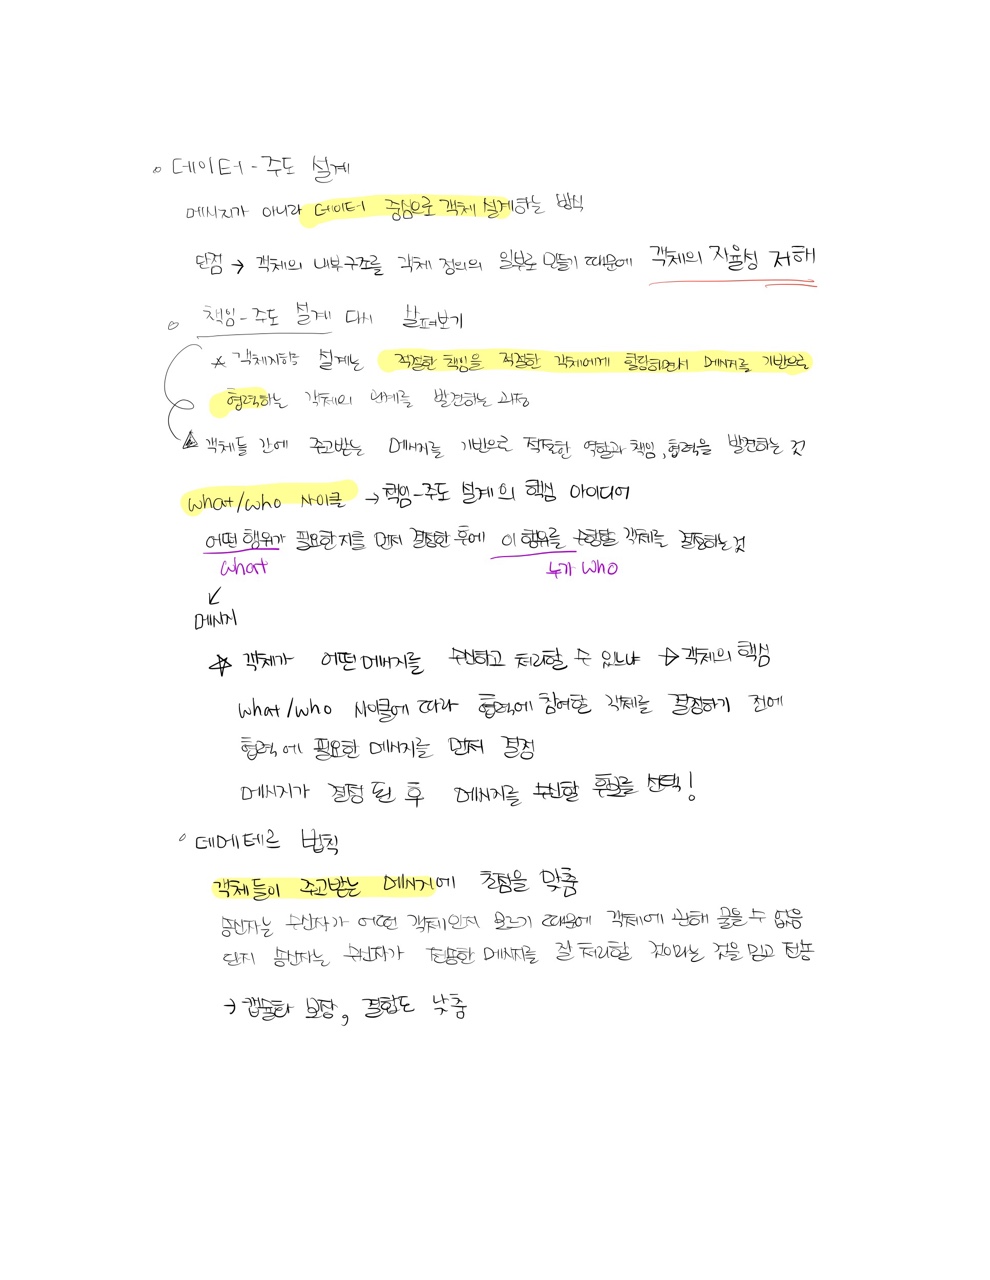 데이터-주도 설계
메시지가 아니라 데이터 중심으로 객체 설계하는 방식
단점 → 객체의 내부구조를 객체 정의의 일부로 만들기 때문에 객체의 자율성 저해
책임-주도 설계 다시 살펴보기
☆ 객체지향 설계는 적절한 책임을 적절한 객체에게 할당하면서 메시지를 기반으로
협력하는 객체의 관계를 발견하는 과정
객체들 간에 주고받는 메시지를 기반으로 적절한 역할과 책임, 협력을 발견하는 것
what/who 사이클 → 책임-주도 설계의 핵심 아이디어
어떤 행위가 필요한지를 먼저 결정한 후에 이 행위를 수행할 객체를 결정하는 것
what 누가 who
↙
메시지
☆ 객체가 어떤 메시지를 수신하고 처리할 수 있느냐 → 객체의 핵심
what/who 사이클에 따라 협력에 참여할 객체를 결정하기 전에
협력에 필요한 메시지를 먼저 결정
메시지가 결정된 후 메시지를 수신할 후보를 선택!
데메테르 법칙
객체들이 주고받는 메시지에 초점을 맞춤
송신자는 수신자가 어떤 객체인지 모르기 때문에 객체에 관해 물을 수 없음
단지 송신자는 수신자가 전송한 메시지를 잘 처리할 것이라는 것을 믿고 전송
→ 캡슐화 보장, 결합도 낮춤